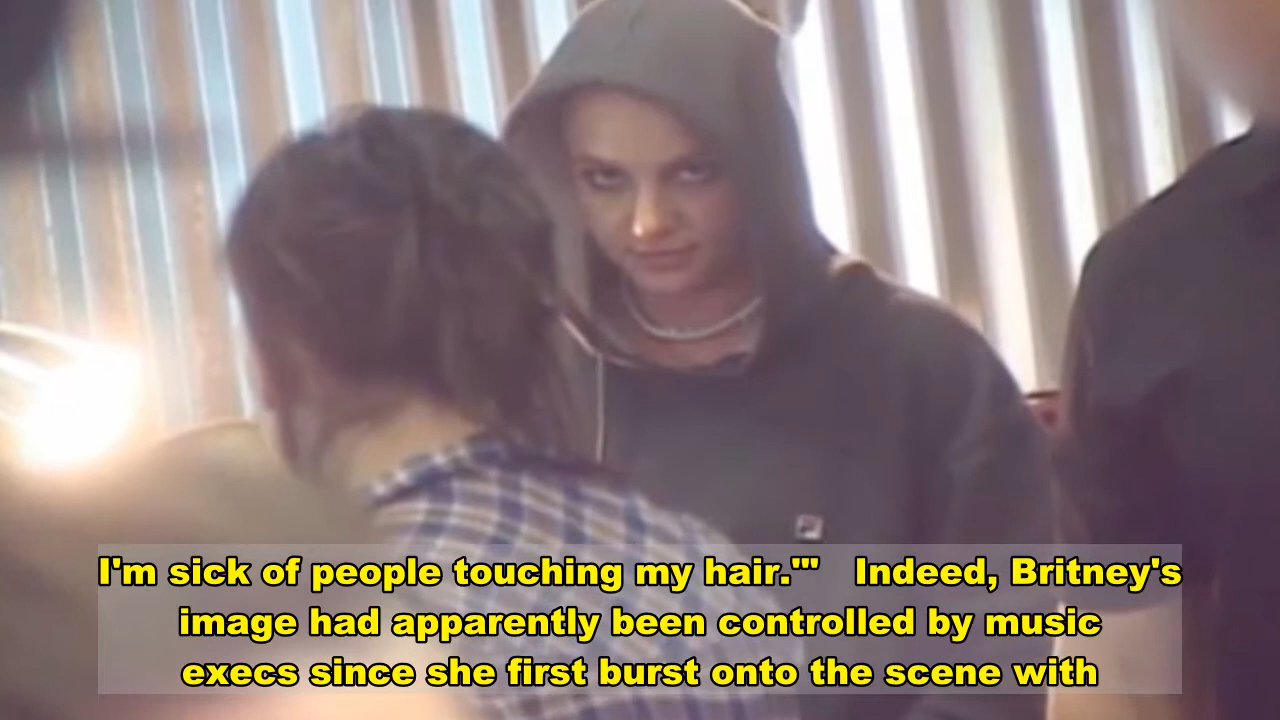 I'm sick of people touching my hair.'"   Indeed, Britney's
image had apparently been controlled by music
execs since she first burst onto the scene with